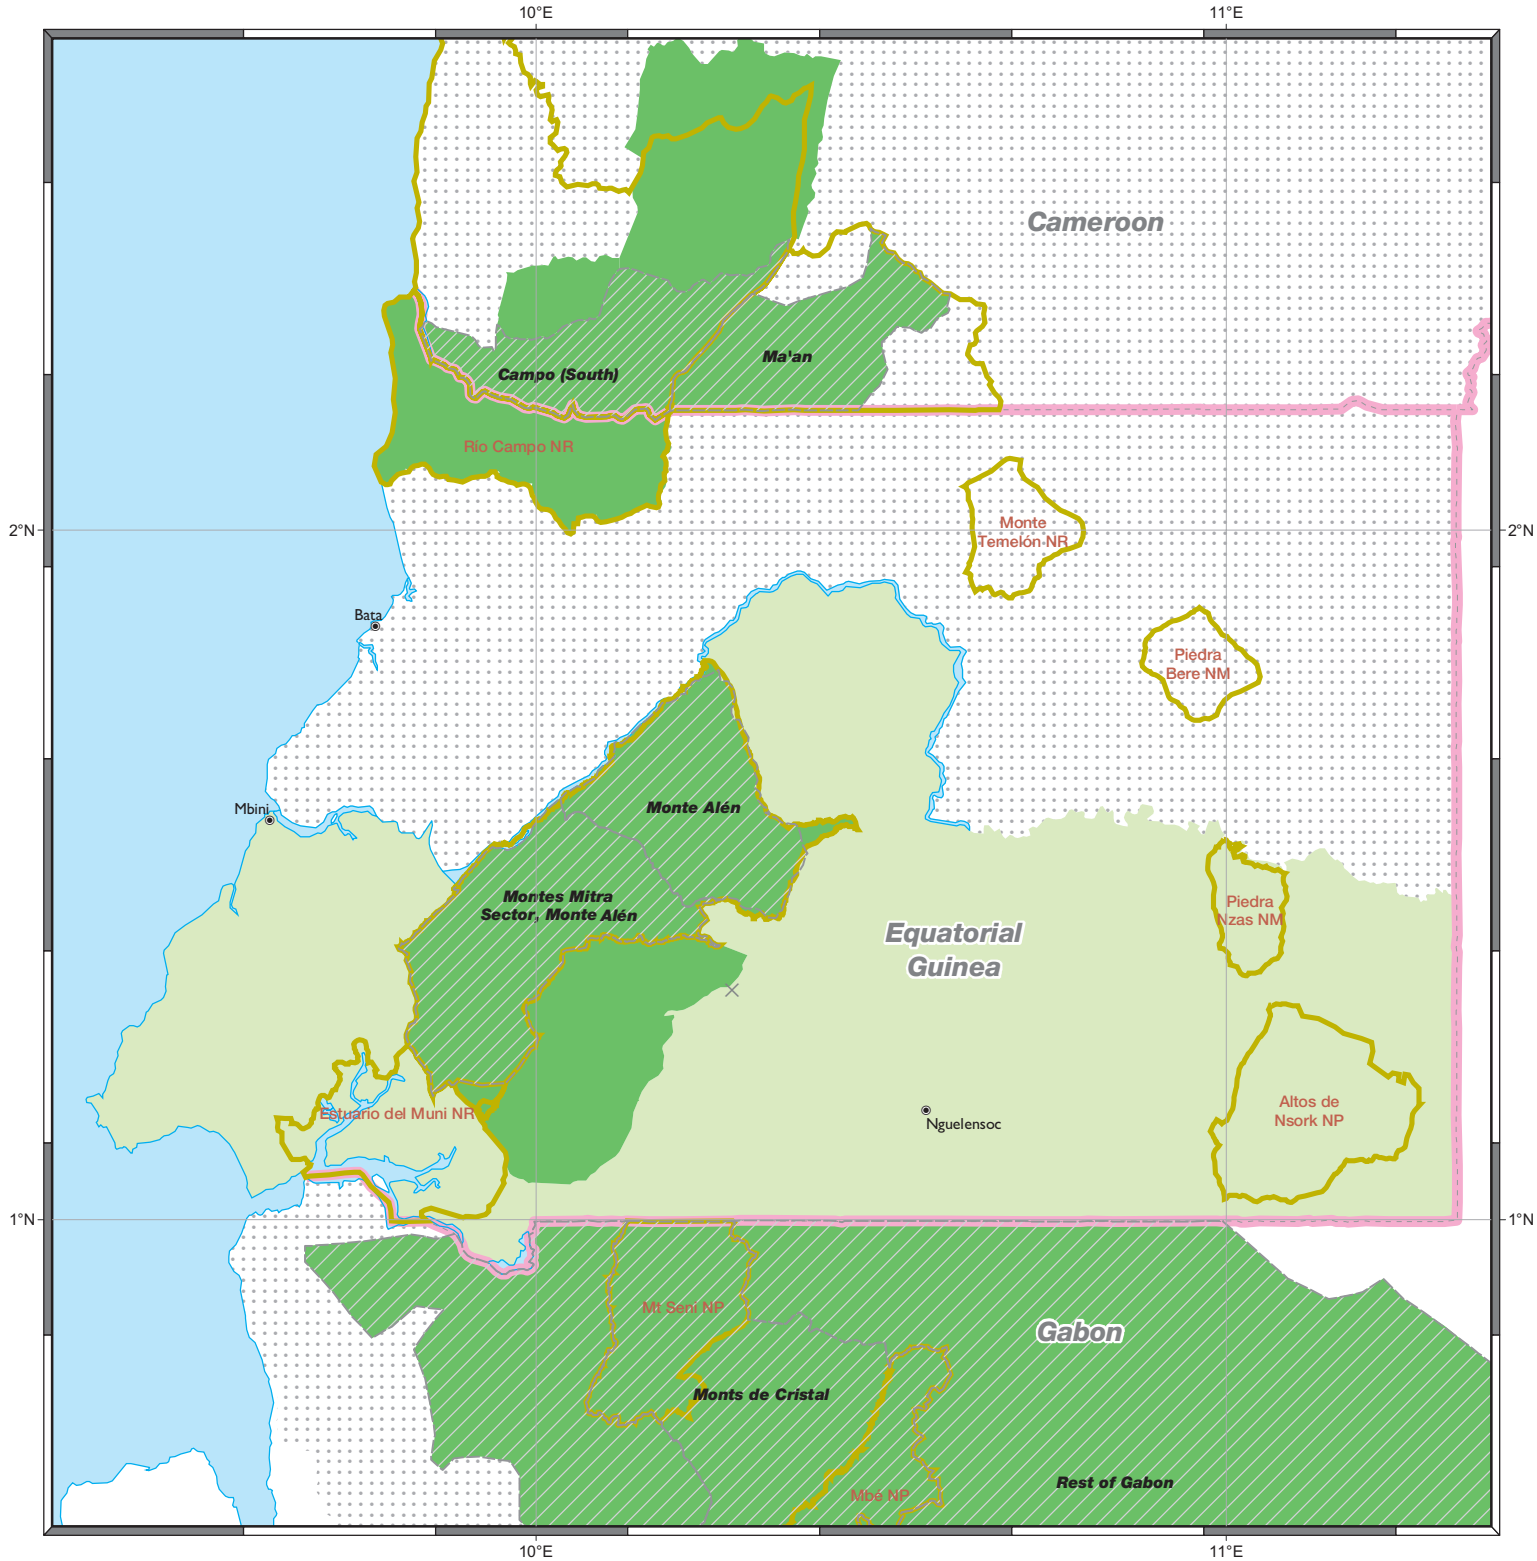 10°E
11°E
Cameroon
Ma'an
Campo (South)
Río Campo NR
2°N
2°N
Monte
Temelón NR
Bata
Piedra
Bere NM
Monte Alén
Mbini
Montes Mitra
Sector, Monte Alén
Piedra
Nzas NM
Equatorial
Guinea
Altos de
Nsork NP
Estuario del Muni NR
Nguelensoc
1°N
1°N
Mt Seni NP
Gabon
Monts de Cristal
Rest of Gabon
Mbé NP
10°E
11°E